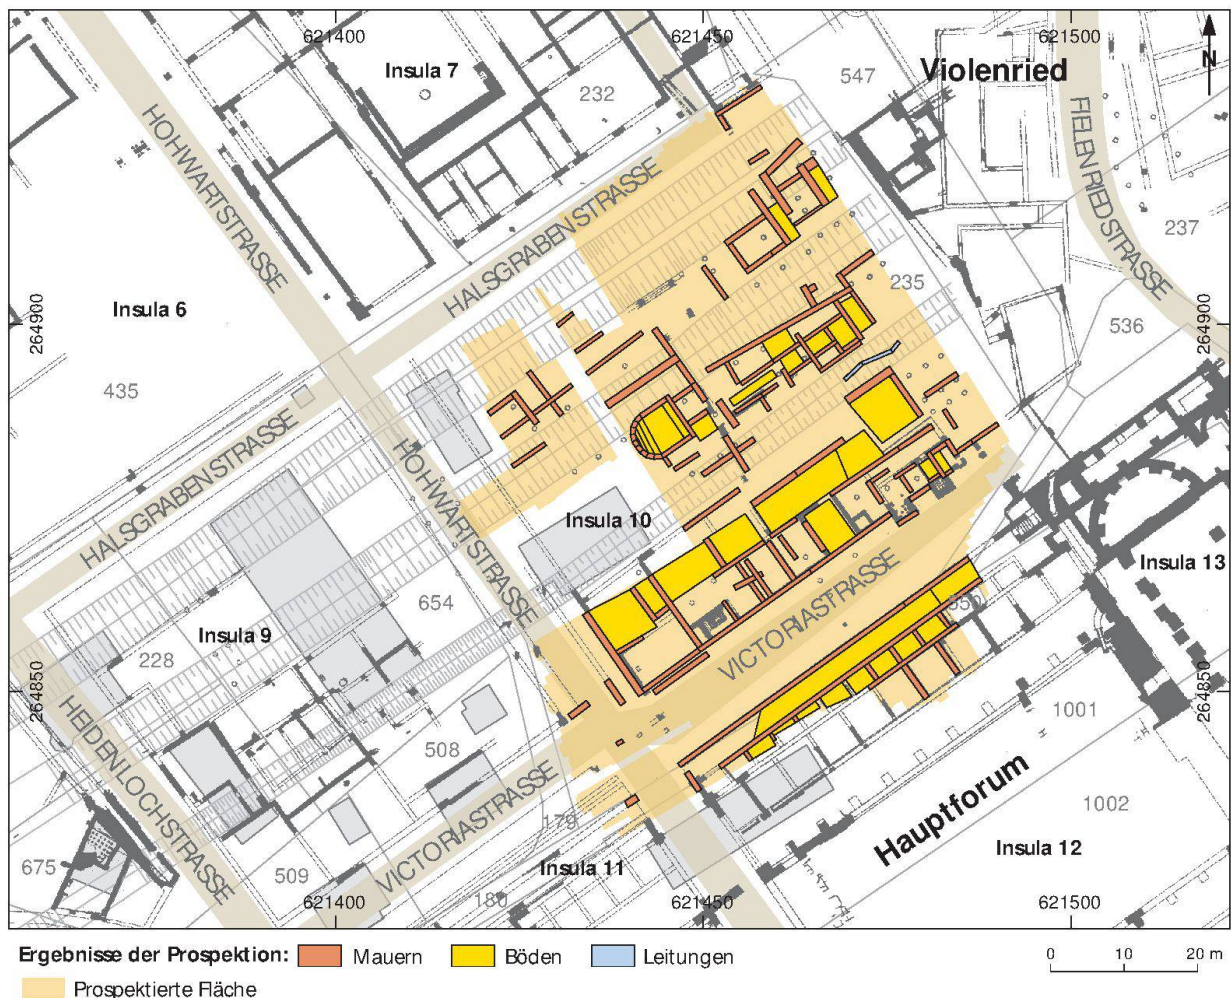 621400
621450
621500
N
Insula 7
547
Violenried
232
HOHWARTSTRASSE
FIELENRIEDSTRASSE
HALSGRABENSTRASSE
237
235
Insula 6
264900
264900
536
435
HALSGRABENSTRASSE
HOHWARTSTRASSE
Insula 10
Insula 13
VICTORIASTRASSE
654
550
Insula 9
228
264850
264850
HEIDENLOCHSTRASSE
508
1001
Hauptforum
1002
VICTORIASTRASSE
179
Insula 12
675
509
Insula 11
180
621400
621450
621500
Ergebnisse der Prospektion: Mauern Böden Leitungen
0 10 20 m
Prospektierte Fläche